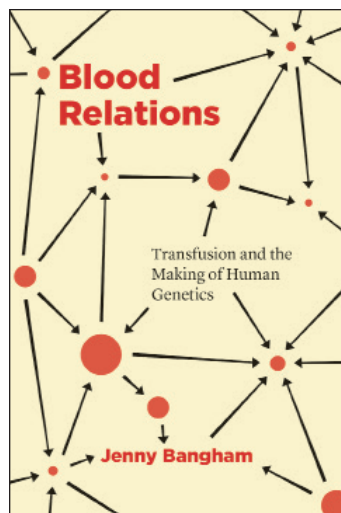 Blood
Relations
Transfusion and the
Making of Human
Genetics
Jenny Bangham